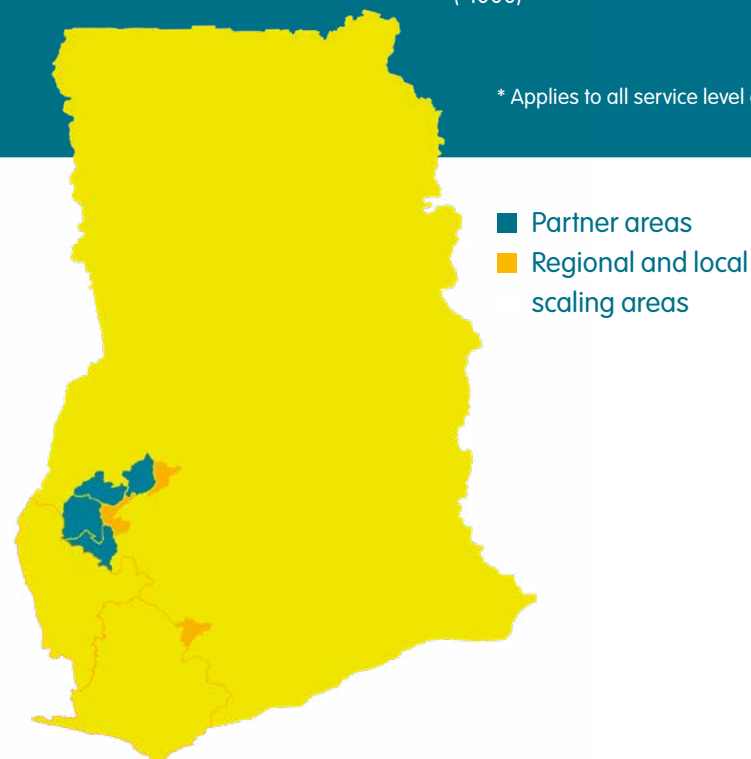 * Applies to all service level
Partner areas
Regional and local
scaling areas